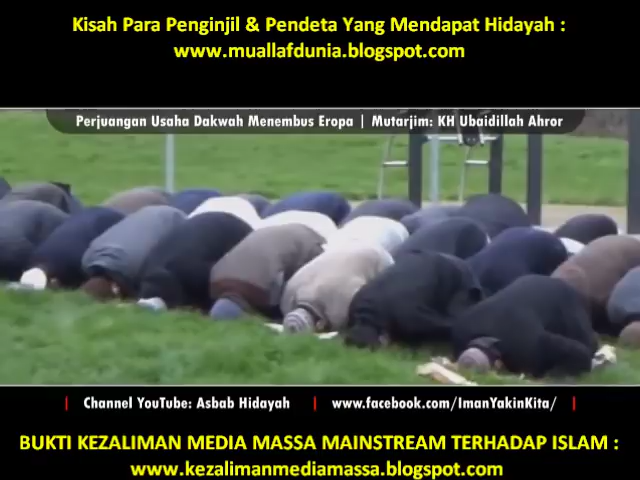 Kisah Para Penginjil & Pendeta Yang Mendapat Hidayah :
www.muallafdunia.blogspot.com
Perjuangan Usaha Dakwah Menembus Eropa | Mutarjim: KH Ubaidillah Ahror
| Channel YouTube: Asbab Hidayah | www.facebook.com/ImanYakinKita/ |
BUKTI KEZALIMAN MEDIA MASSA MAINSTREAM TERHADAP ISLAM :
www.kezalimanmediamassa.blogspot.com